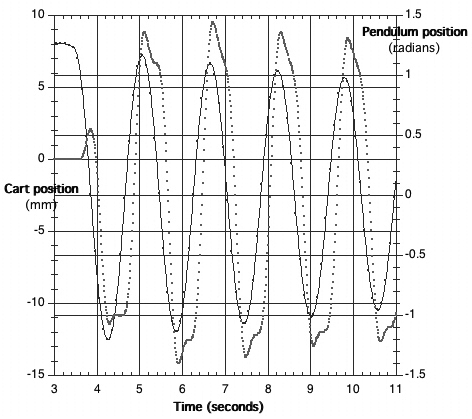 10
1.5
Pendulum position
(radians)
5
1
0.5
0
Cart position
(mm)
0
-5
-0.5
-10
-1
-15
-1.5
3 4 5 6 7 8 9 10 11
Time (seconds)